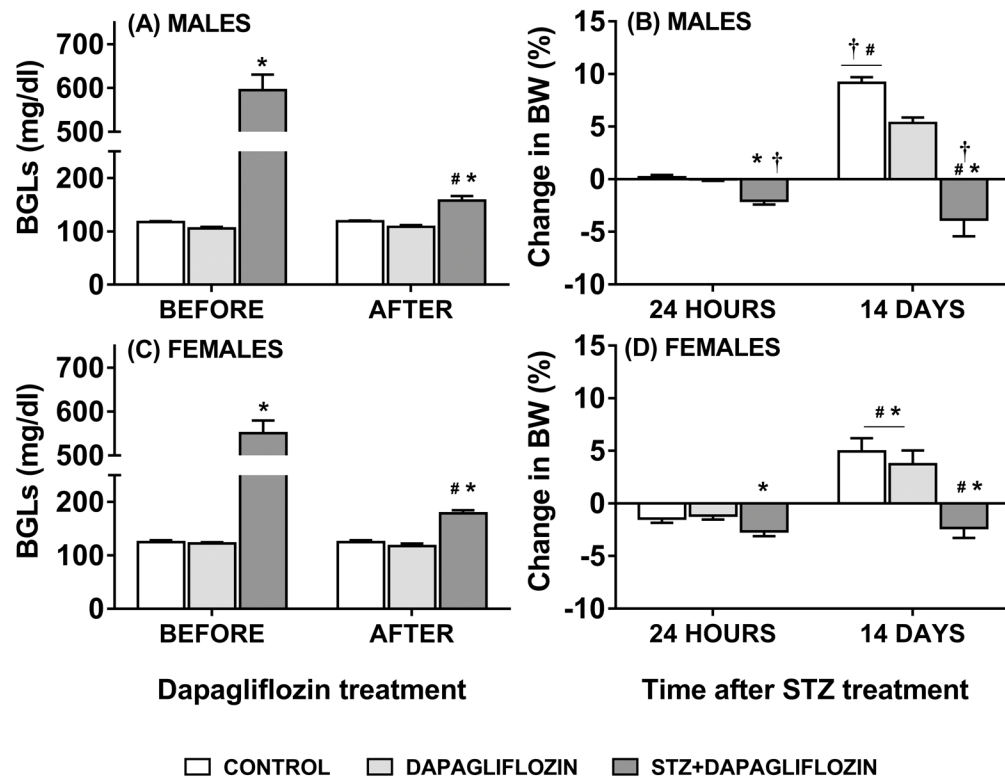 (A) MALES
BGLs (mg/dl)
700
600
500
200
100
0
*
# *
BEFORE AFTER
(B) MALES
Change in BW (%)
15
10
5
0
-5
-10
* †
† #
†
# *
24 HOURS 14 DAYS
(C) FEMALES
BGLs (mg/dl)
700
600
500
200
100
0
*
# *
BEFORE AFTER
Dapagliflozin treatment
(D) FEMALES
Change in BW (%)
15
10
5
0
-5
-10
*
# *
# *
24 HOURS 14 DAYS
Time after STZ treatment
CONTROL DAPAGLIFLOZIN STZ+DAPAGLIFLOZIN